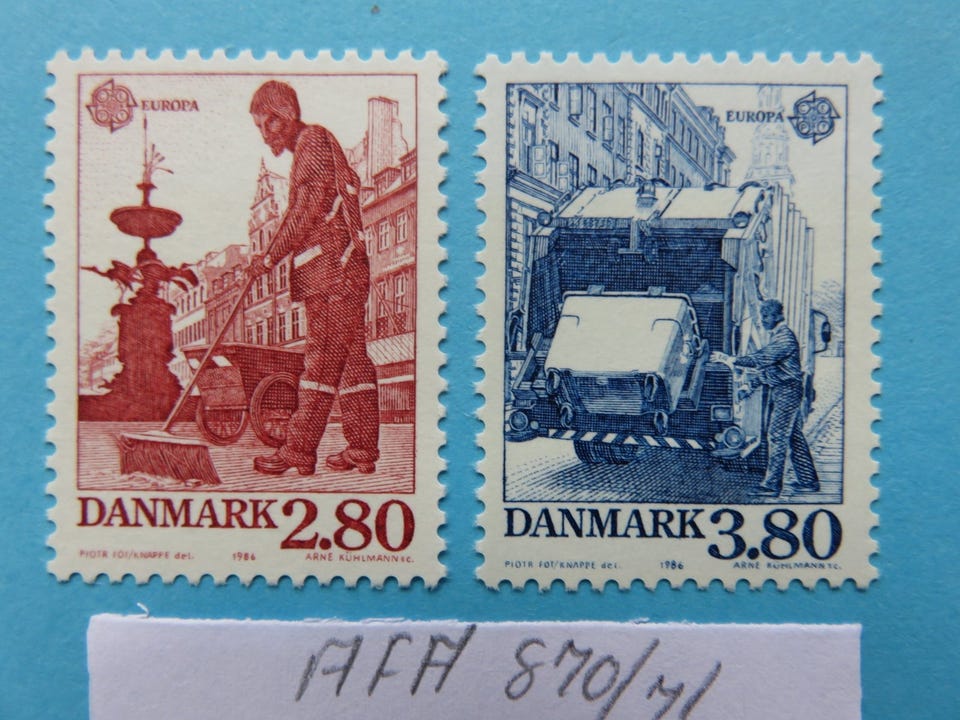 EUROPA
DANMARK 2.80
PIOTR FOT/KNAPPE del. 1986 ARNE KÜHLMANN sc.
EUROPA
DANMARK 3.80
PIOTR FOT/KNAPPE del. 1986 ARNE KÜHLMANN sc.
AFA 870/71